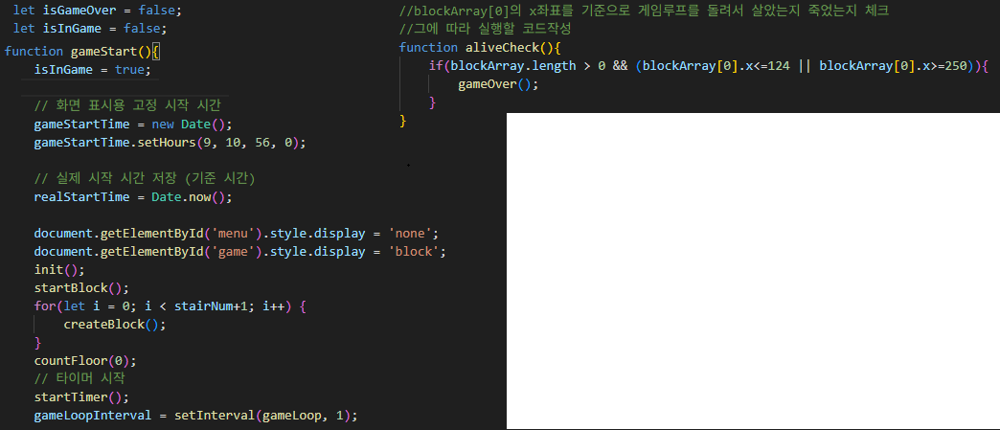 let isGameOver = false;
let isInGame = false;
function gameStart(){
isInGame = true;
// 화면 표시용 고정 시작 시간
gameStartTime = new Date();
gameStartTime.setHours(9, 10, 56, 0);
// 실제 시작 시간 저장 (기준 시간)
realStartTime = Date.now();
document.getElementById('menu').style.display = 'none';
document.getElementById('game').style.display = 'block';
init();
startBlock();
for(let i = 0; i < stairNum+1; i++) {
createBlock();
}
countFloor(0);
// 타이머 시작
startTimer();
gameLoopInterval = setInterval(gameLoop, 1);
//blockArray[0]의 x좌표를 기준으로 게임루프를 돌려서 살았는지 죽었는지 체크
//그에 따라 실행할 코드작성
function aliveCheck(){
if(blockArray.length > 0 && (blockArray[0].x<=124 || blockArray[0].x>=250)){
gameOver();
}
}